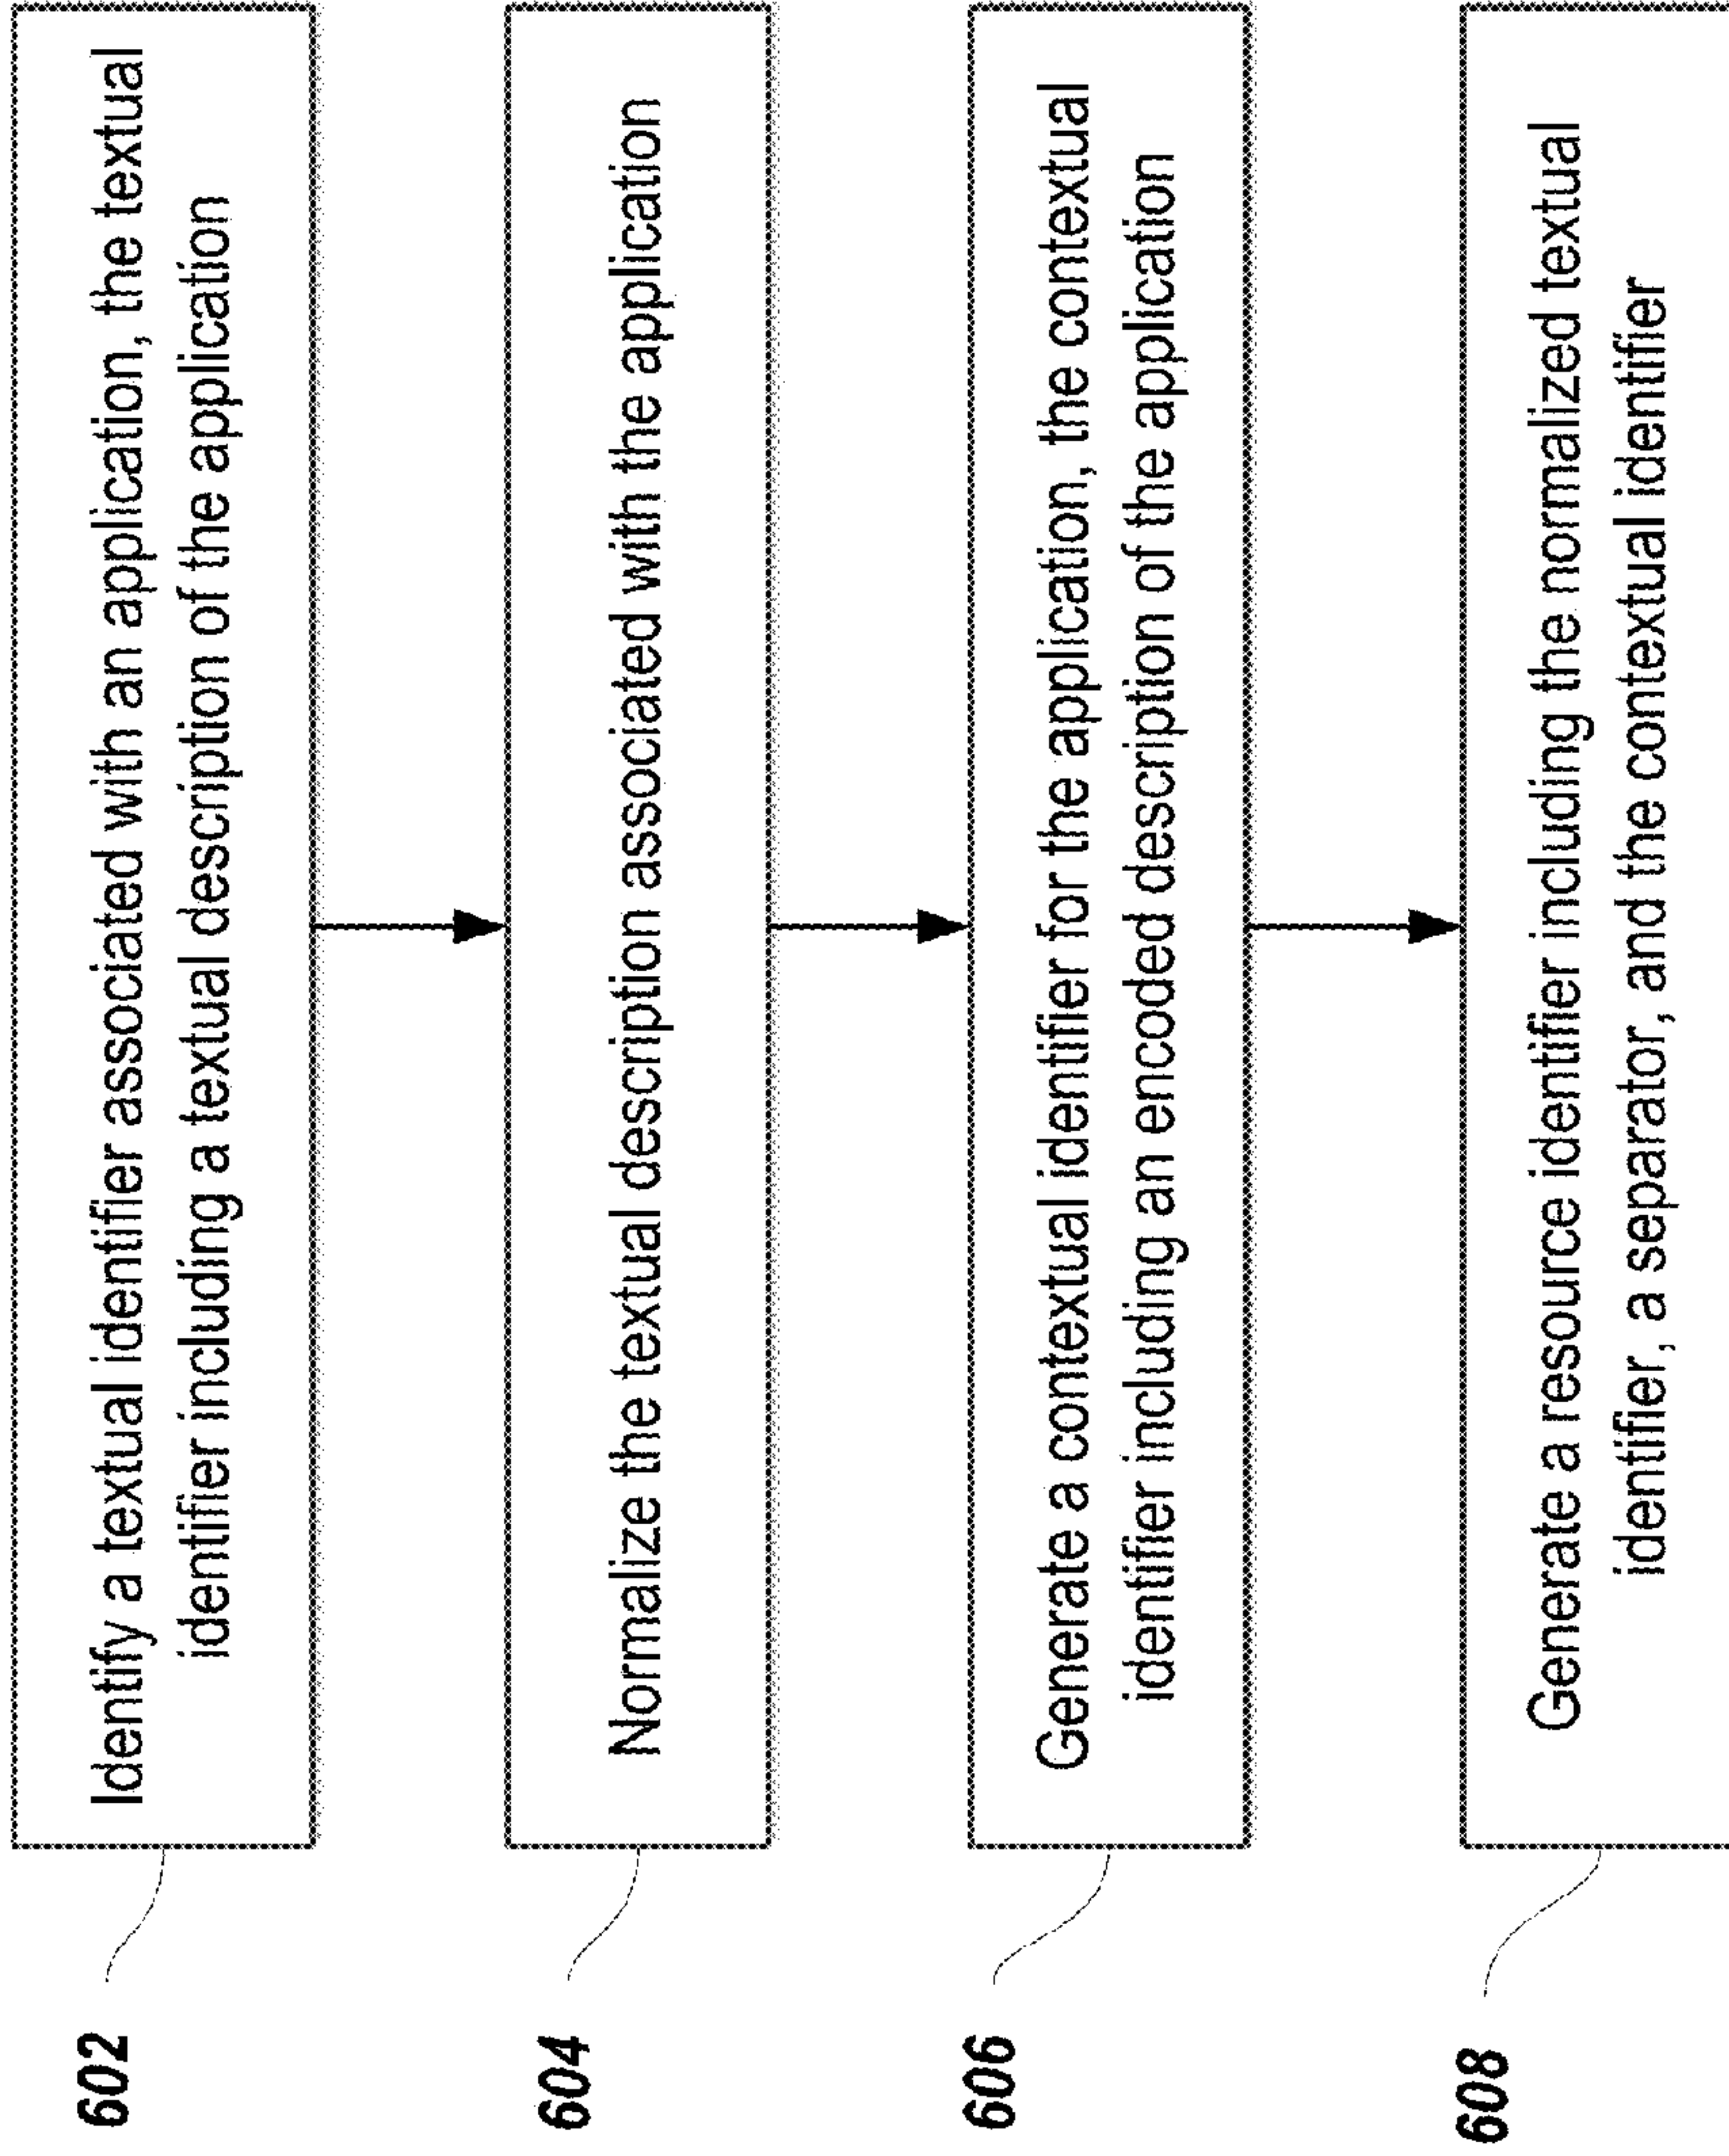 602
Identify a textual identifier associated with an application, the textual
identifier including a textual description of the application
604
Normalize the textual description associated with the application
606
Generate a contextual identifier for the application, the contextual
identifier including an encoded description of the application
608
Generate a resource identifier including the normalized textual
identifier, a separator, and the contextual identifier